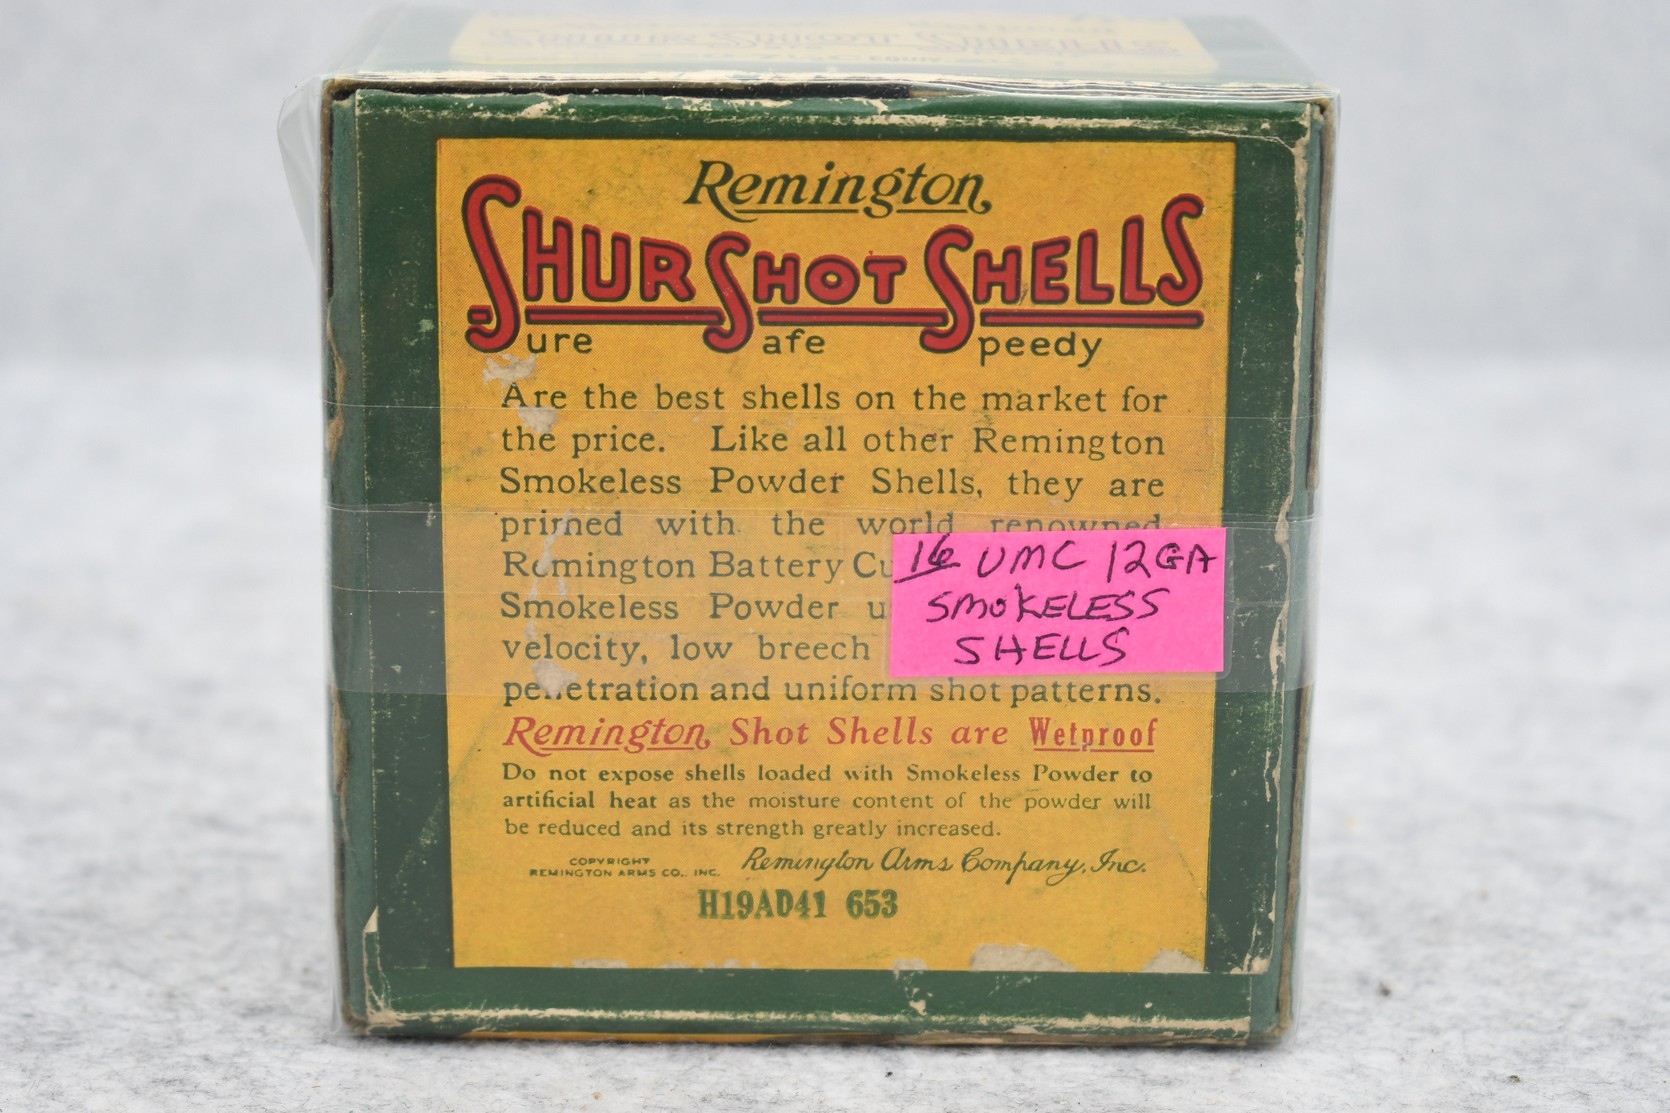 Remington
SHUR SHOT SHELLS
Sure Safe Speedy
Are the best shells on the market for
the price. Like all other Remington
Smokeless Powder Shells, they are
primed with the world renowned
Remington Battery Cu
Smokeless Powder u
velocity, low breech
penetration and uniform shot patterns.
16 UMC 12GA
SMOKELESS
SHELLS
Remington Shot Shells are Wetproof
Do not expose shells loaded with Smokeless Powder to
artificial heat as the moisture content of the powder will
be reduced and its strength greatly increased.
COPYRIGHT
REMINGTON ARMS CO., INC.
Remington Arms Company, Inc.
H19AD41 653